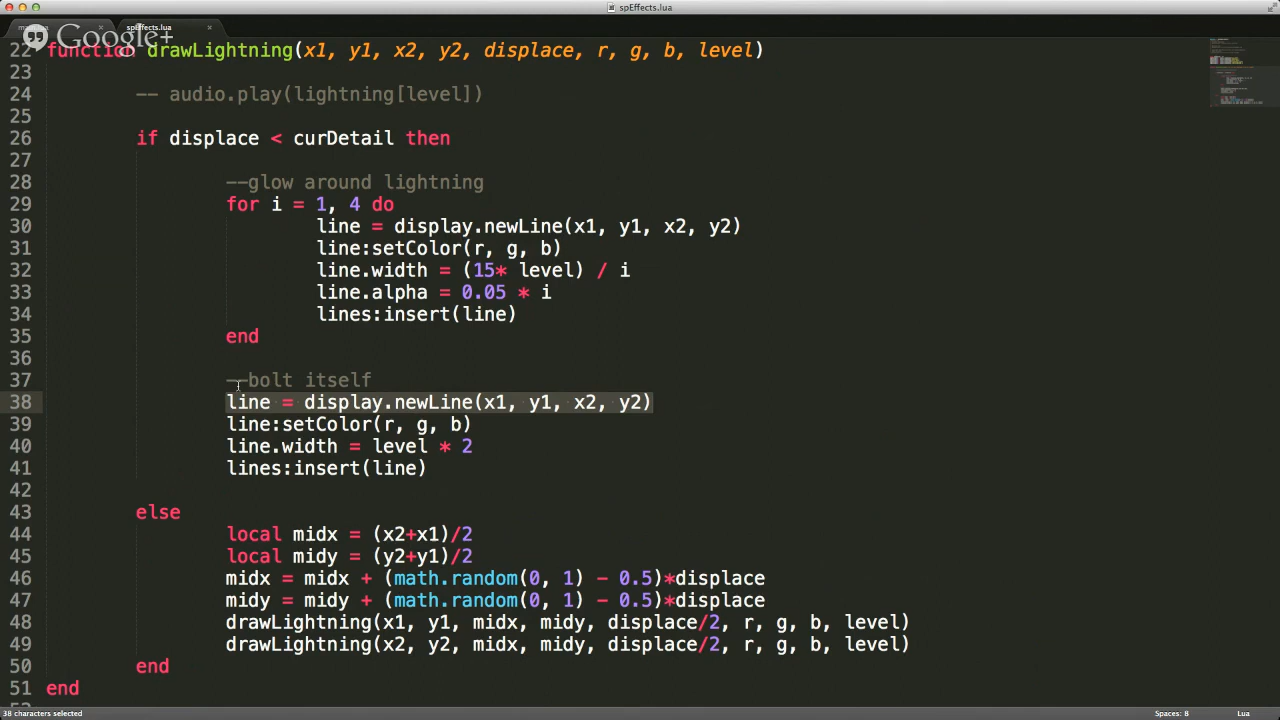 spEffects.lua
spEffects.lua
Google+
22 function drawLightning(x1, y1, x2, y2, displace, r, g, b, level)
23
24 -- audio.play(lightning[level])
25
26 if displace < curDetail then
27
28 --glow around lightning
29 for i = 1, 4 do
30 line = display.newLine(x1, y1, x2, y2)
31 line:setColor(r, g, b)
32 line.width = (15* level) / i
33 line.alpha = 0.05 * i
34 lines:insert(line)
35 end
36
37 --bolt itself
38 line = display.newLine(x1, y1, x2, y2)
39 line:setColor(r, g, b)
40 line.width = level * 2
41 lines:insert(line)
42
43 else
44 local midx = (x2+x1)/2
45 local midy = (y2+y1)/2
46 midx = midx + (math.random(0, 1) - 0.5)*displace
47 midy = midy + (math.random(0, 1) - 0.5)*displace
48 drawLightning(x1, y1, midx, midy, displace/2, r, g, b, level)
49 drawLightning(x2, y2, midx, midy, displace/2, r, g, b, level)
50 end
51 end
38 characters selected
Spaces: 8
Lua